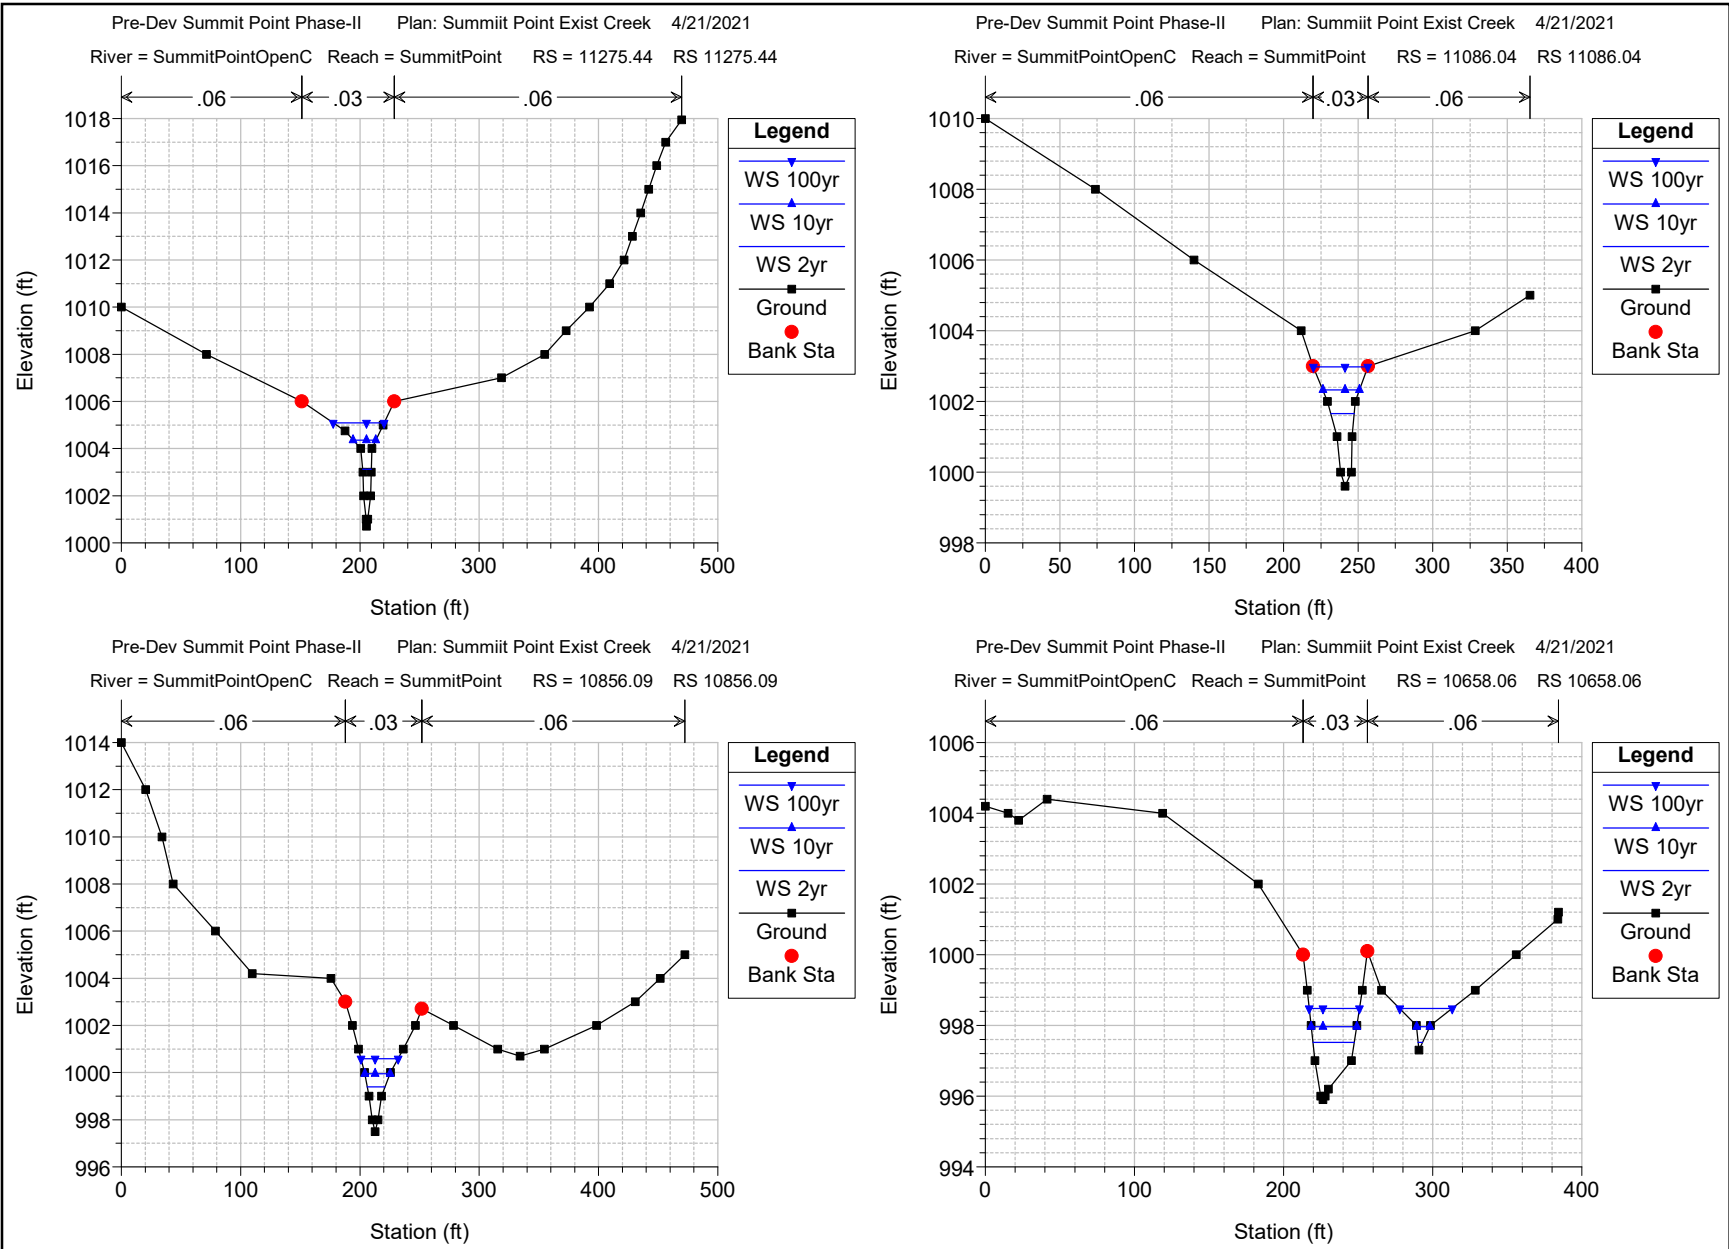 Pre-Dev Summit Point Phase-II Plan: Summiit Point Exist Creek 4/21/2021
River = SummitPointOpenC Reach = SummitPoint RS = 11275.44 RS 11275.44
.06 .03 .06
1018
1016
1014
1012
1010
1008
1006
1004
1002
1000
Elevation (ft)
0 100 200 300 400 500
Station (ft)
Legend
WS 100yr
WS 10yr
WS 2yr
Ground
Bank Sta
Pre-Dev Summit Point Phase-II Plan: Summiit Point Exist Creek 4/21/2021
River = SummitPointOpenC Reach = SummitPoint RS = 11086.04 RS 11086.04
.06 .03 .06
1010
1008
1006
1004
1002
1000
998
Elevation (ft)
0 50 100 150 200 250 300 350 400
Station (ft)
Legend
WS 100yr
WS 10yr
WS 2yr
Ground
Bank Sta
Pre-Dev Summit Point Phase-II Plan: Summiit Point Exist Creek 4/21/2021
River = SummitPointOpenC Reach = SummitPoint RS = 10856.09 RS 10856.09
.06 .03 .06
1014
1012
1010
1008
1006
1004
1002
1000
998
996
Elevation (ft)
0 100 200 300 400 500
Station (ft)
Legend
WS 100yr
WS 10yr
WS 2yr
Ground
Bank Sta
Pre-Dev Summit Point Phase-II Plan: Summiit Point Exist Creek 4/21/2021
River = SummitPointOpenC Reach = SummitPoint RS = 10658.06 RS 10658.06
.06 .03 .06
1006
1004
1002
1000
998
996
994
Elevation (ft)
0 100 200 300 400
Station (ft)
Legend
WS 100yr
WS 10yr
WS 2yr
Ground
Bank Sta